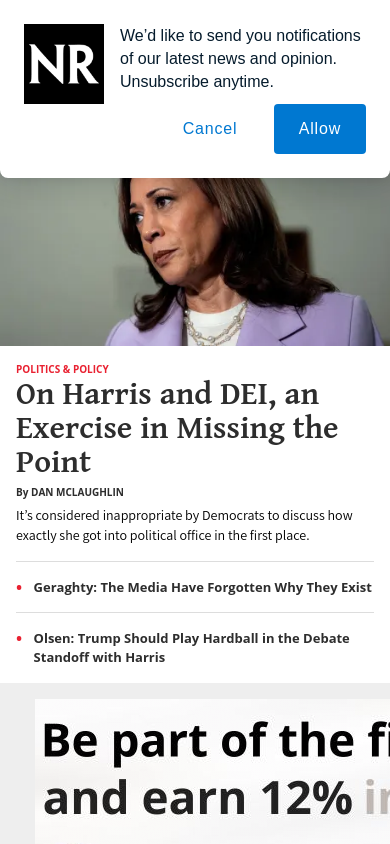 NR
We’d like to send you notifications
of our latest news and opinion.
Unsubscribe anytime.
Cancel
Allow
POLITICS & POLICY
On Harris and DEI, an
Exercise in Missing the
Point
By DAN MCLAUGHLIN
It’s considered inappropriate by Democrats to discuss how
exactly she got into political office in the first place.
• Geraghty: The Media Have Forgotten Why They Exist
• Olsen: Trump Should Play Hardball in the Debate
Standoff with Harris
Be part of the
and earn 12%